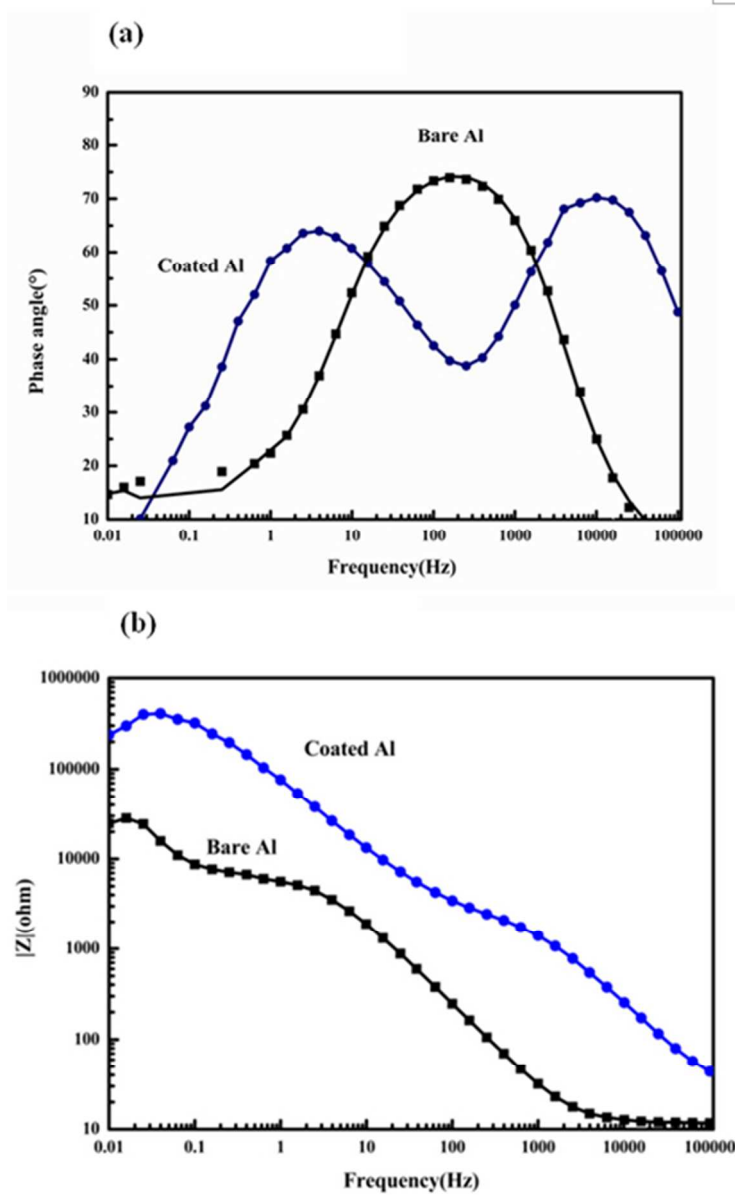 (a)
90
80
70
60
50
40
30
20
10
Phase angle(°)
Bare Al
Coated Al
0.01 0.1 1 10 100 1000 10000 100000
Frequency(Hz)
(b)
1000000
100000
10000
1000
100
10
|Z|(ohm)
Coated Al
Bare Al
0.01 0.1 1 10 100 1000 10000 100000
Frequency(Hz)